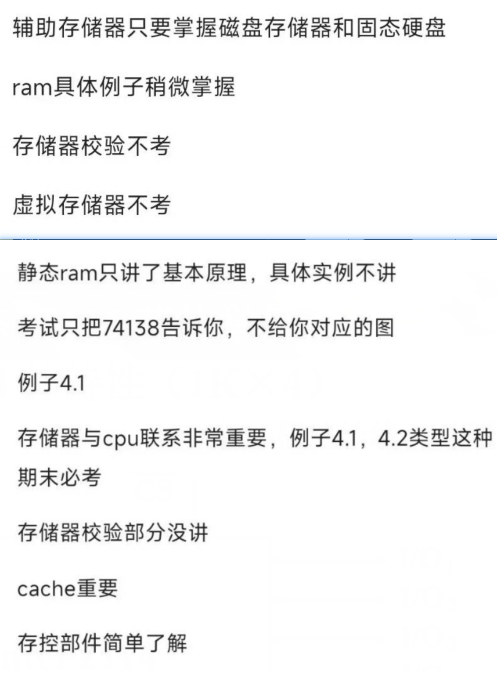 辅助存储器只要掌握磁盘存储器和固态硬盘
ram具体例子稍微掌握
存储器校验不考
虚拟存储器不考
静态ram只讲了基本原理，具体实例不讲
考试只把74138告诉你，不给你对应的图
例子4.1
存储器与cpu联系非常重要，例子4.1，4.2类型这种
期末必考
存储器校验部分没讲
cache重要
存控部件简单了解